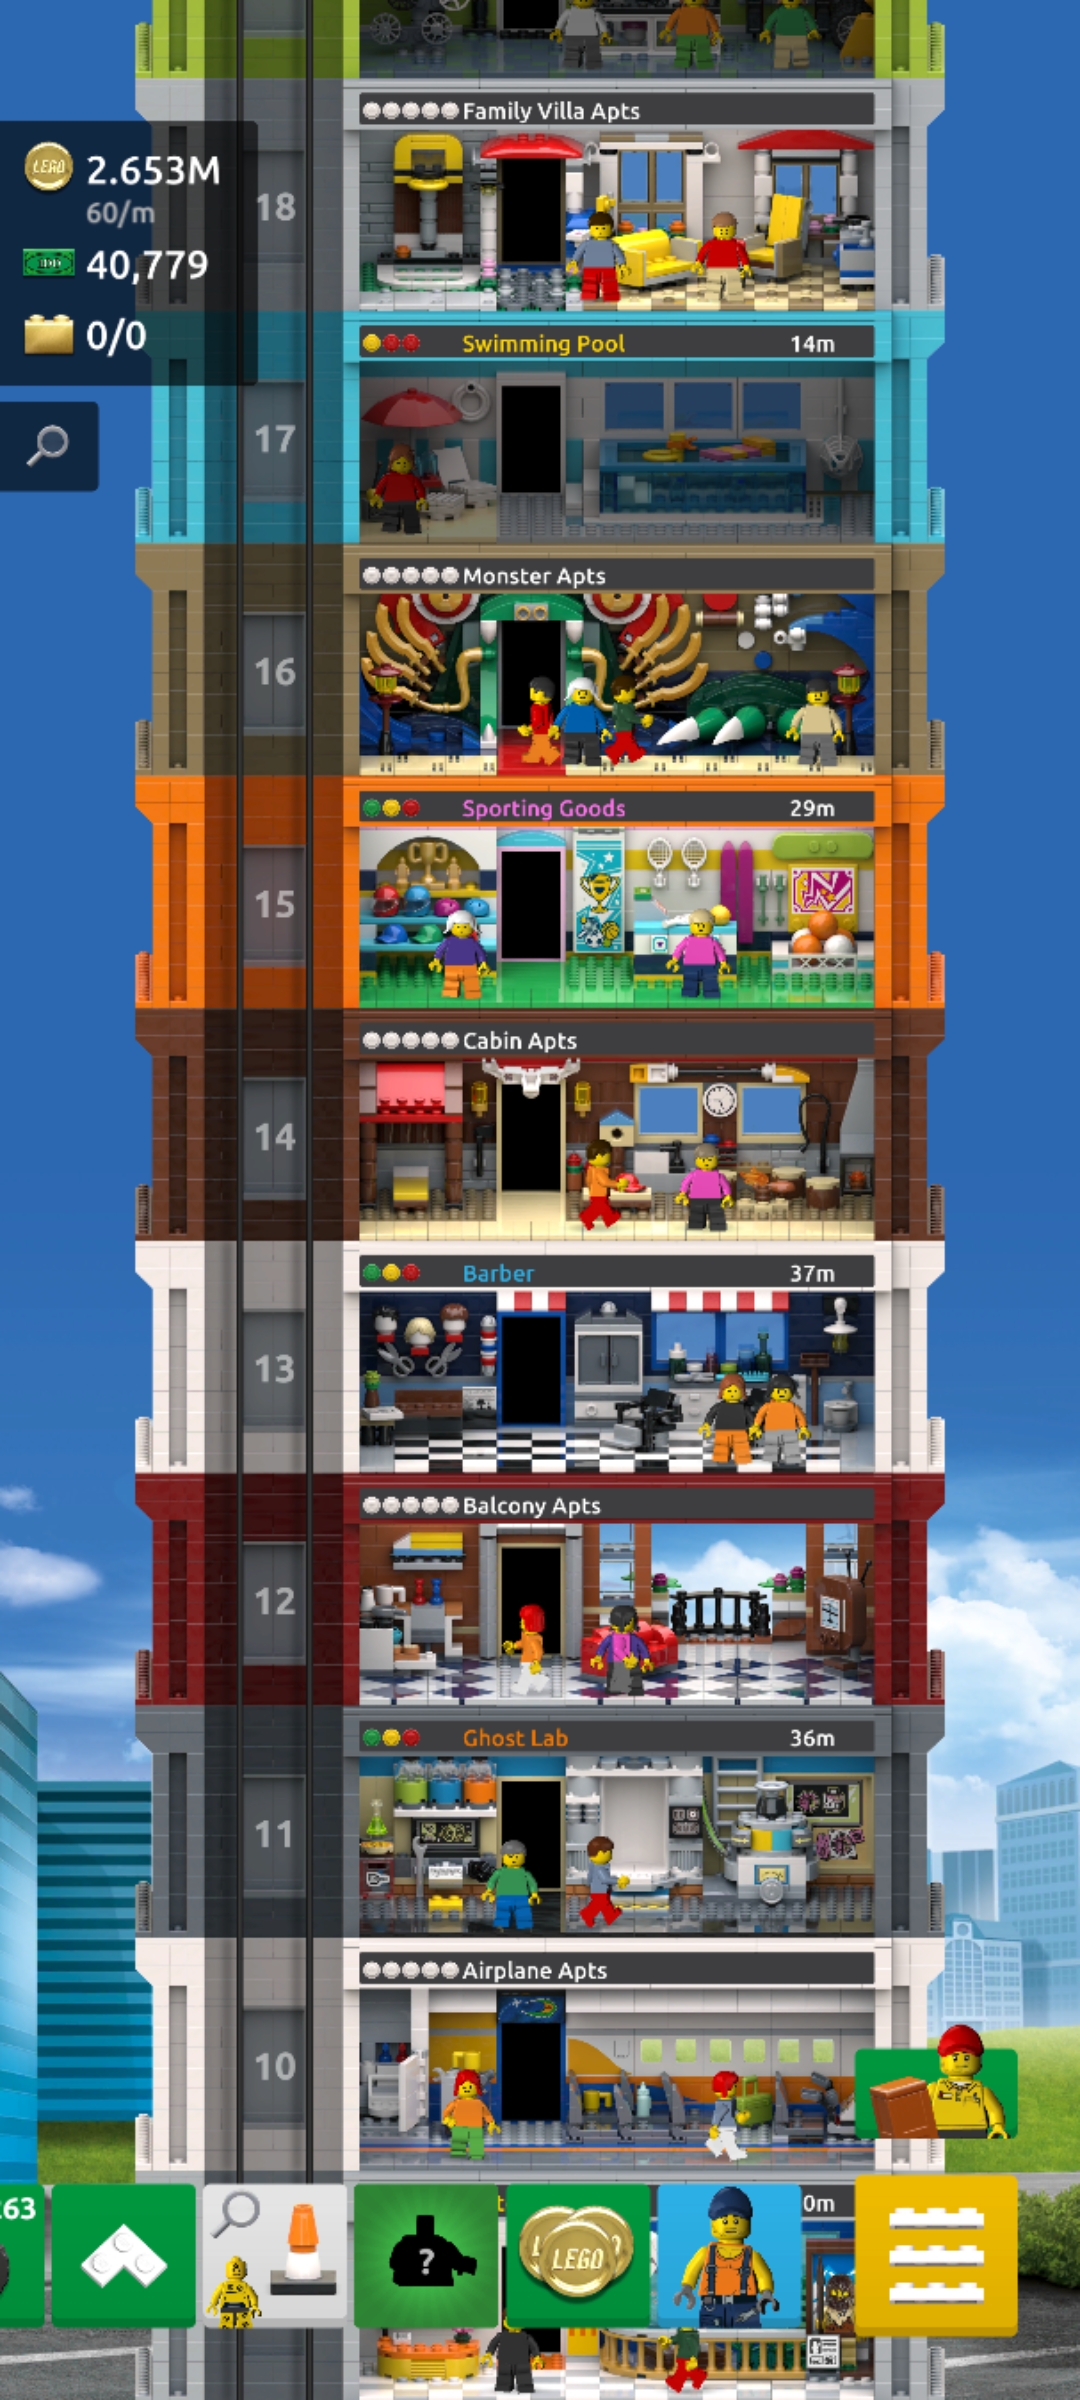 Family Villa Apts
LEGO 2.653M
60/m
18
40,779
0/0
Swimming Pool 14m
17
Monster Apts
16
Sporting Goods 29m
15
Cabin Apts
14
Barber 37m
13
Balcony Apts
12
Ghost Lab 36m
11
Airplane Apts
10
263
0m
?
LEGO